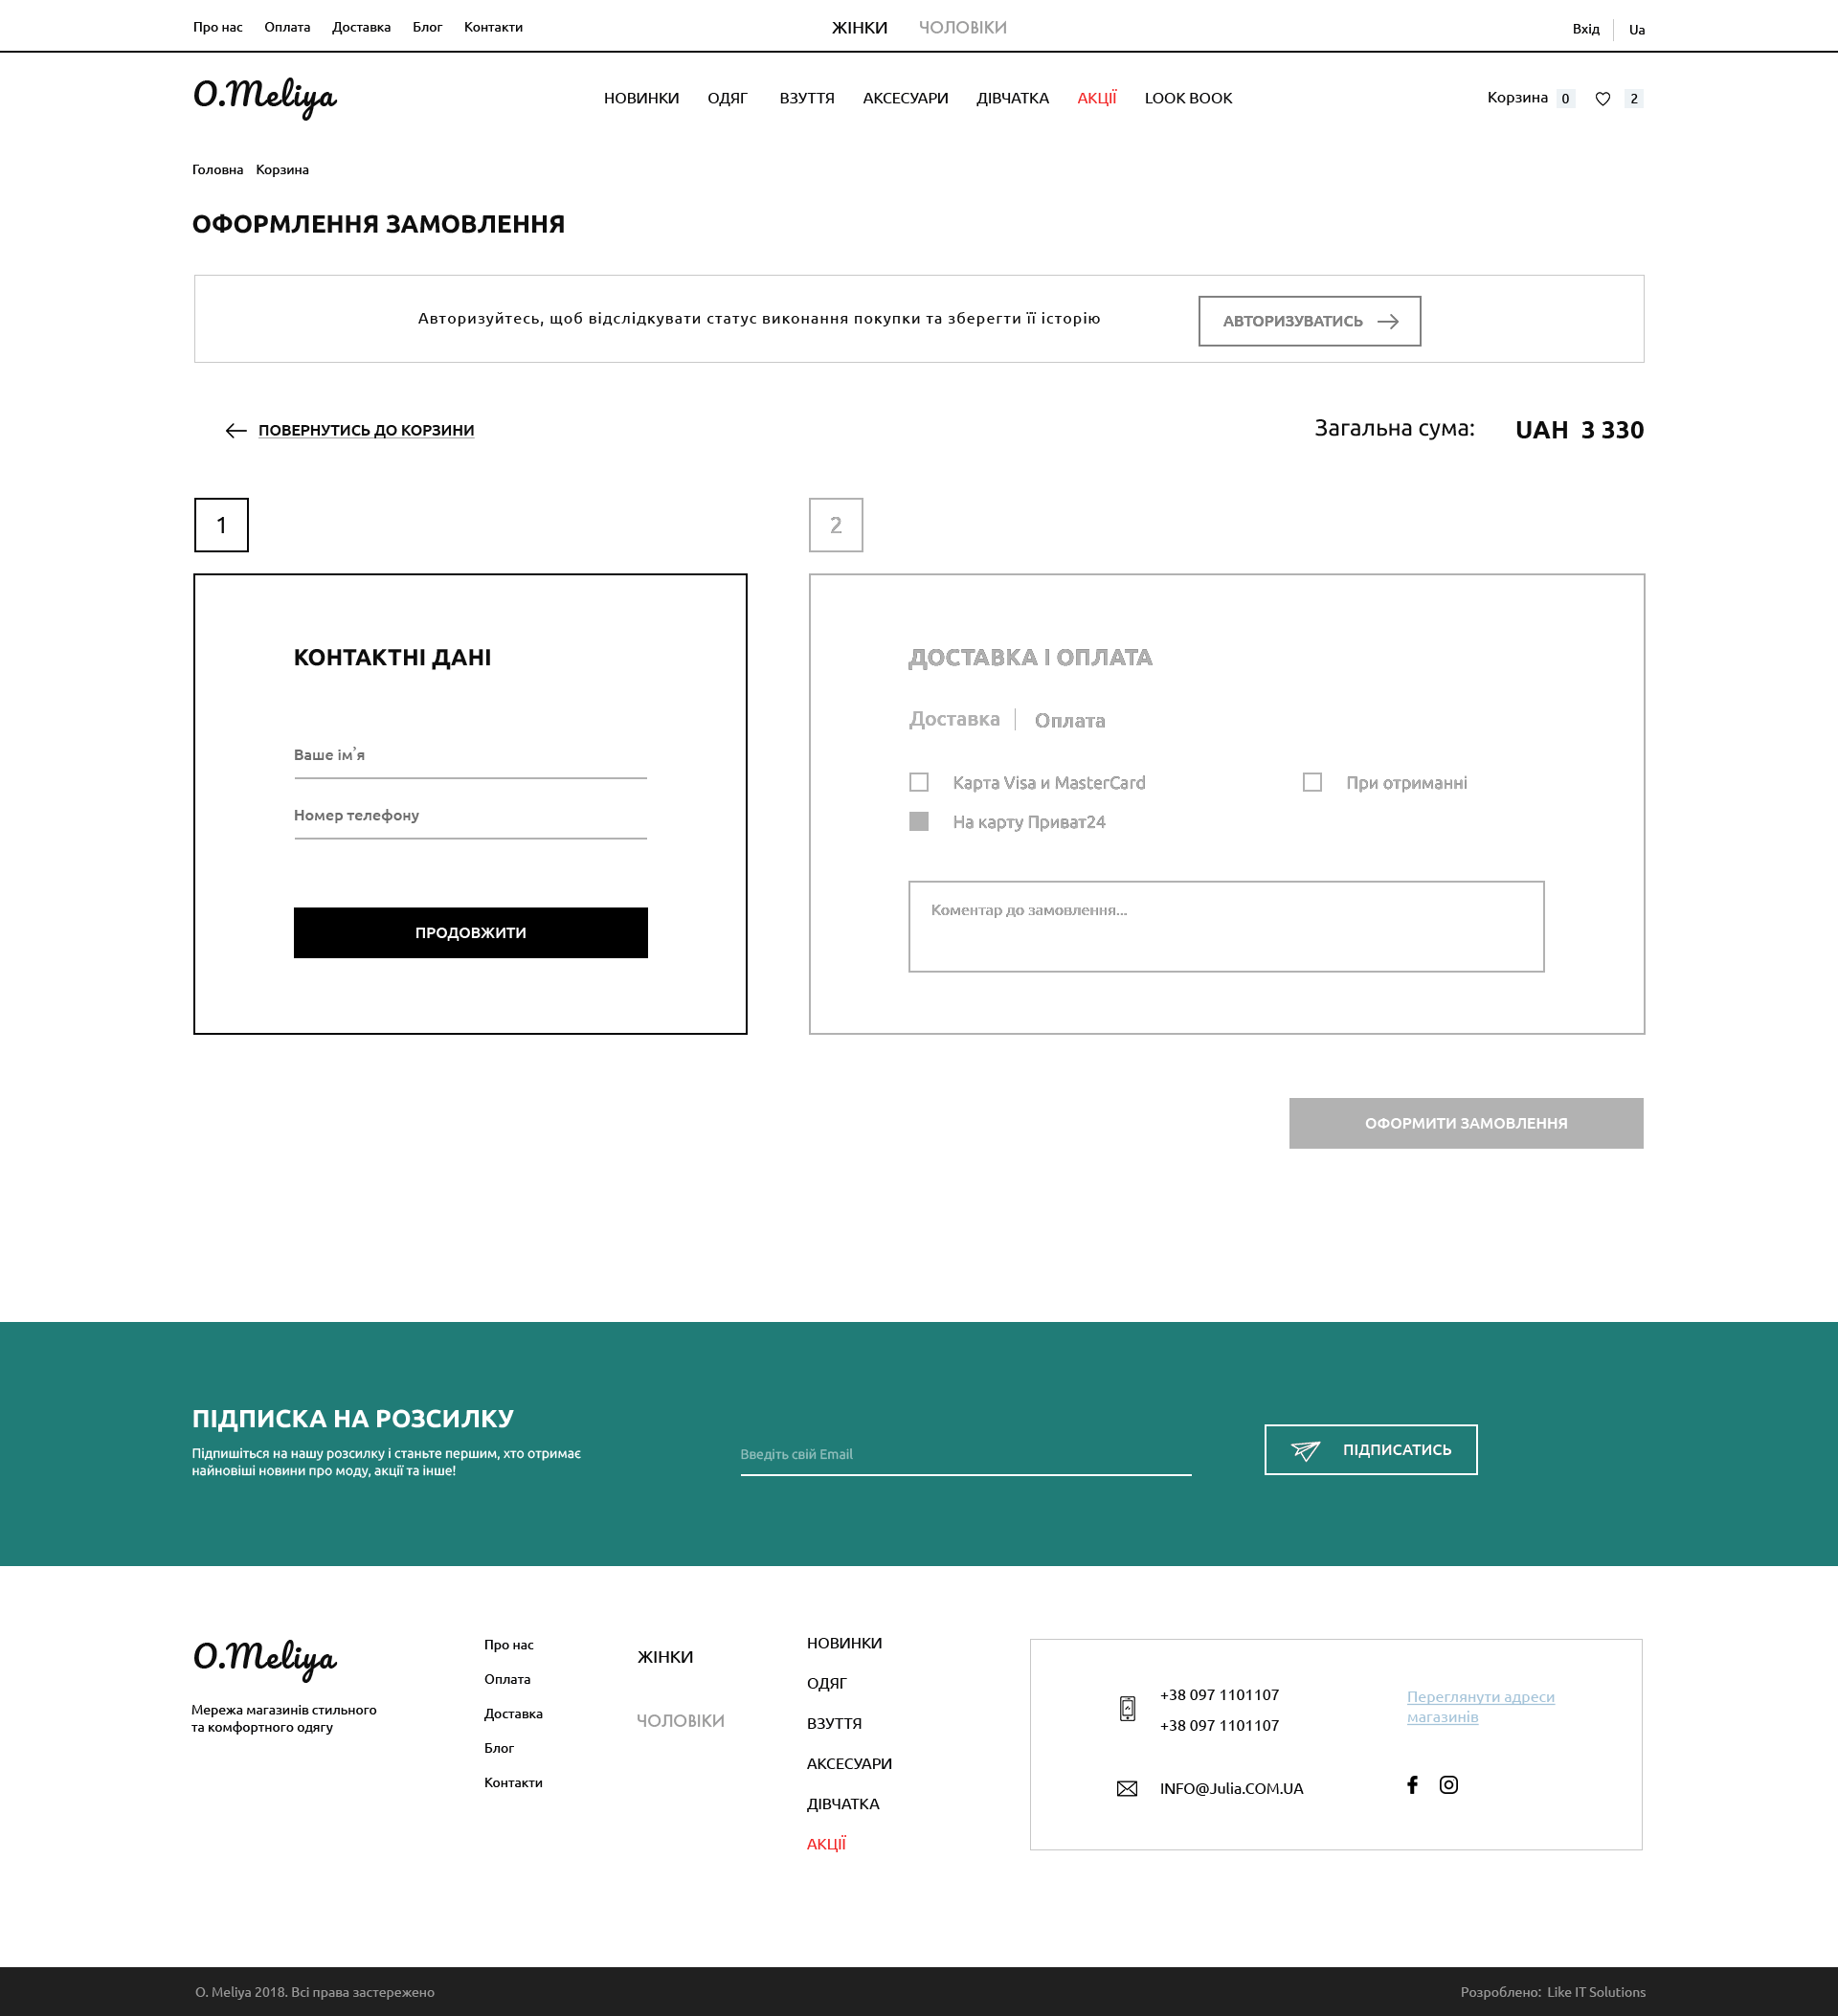 Про нас Оплата Доставка Блог Контакти ЖІНКИ ЧОЛОВІКИ Вхід Ua
O.Meliya НОВИНКИ ОДЯГ ВЗУТТЯ АКСЕСУАРИ ДІВЧАТКА АКЦІЇ LOOK BOOK Корзина 0 2
Головна Корзина
ОФОРМЛЕННЯ ЗАМОВЛЕННЯ
Авторизуйтесь, щоб відслідкувати статус виконання покупки та зберегти її історію АВТОРИЗУВАТИСЬ
ПОВЕРНУТИСЬ ДО КОРЗИНИ Загальна сума: UAH 3 330
1 2
КОНТАКТНІ ДАНІ
Ваше ім’я
Номер телефону
ПРОДОВЖИТИ
ДОСТАВКА І ОПЛАТА
Доставка Оплата
Карта Visa и MasterCard При отриманні
На карту Приват24
Коментар до замовлення...
ОФОРМИТИ ЗАМОВЛЕННЯ
ПІДПИСКА НА РОЗСИЛКУ
Підпишіться на нашу розсилку і станьте першим, хто отримає
найновіші новини про моду, акції та інше!
Введіть свій Email
ПІДПИСАТИСЬ
O.Meliya
Мережа магазинів стильного
та комфортного одягу
Про нас
Оплата
Доставка
Блог
Контакти
ЖІНКИ
ЧОЛОВІКИ
НОВИНКИ
ОДЯГ
ВЗУТТЯ
АКСЕСУАРИ
ДІВЧАТКА
АКЦІЇ
+38 097 1101107
+38 097 1101107
INFO@Julia.COM.UA
Переглянути адреси
магазинів
O. Meliya 2018. Всі права застережено Розроблено: Like IT Solutions